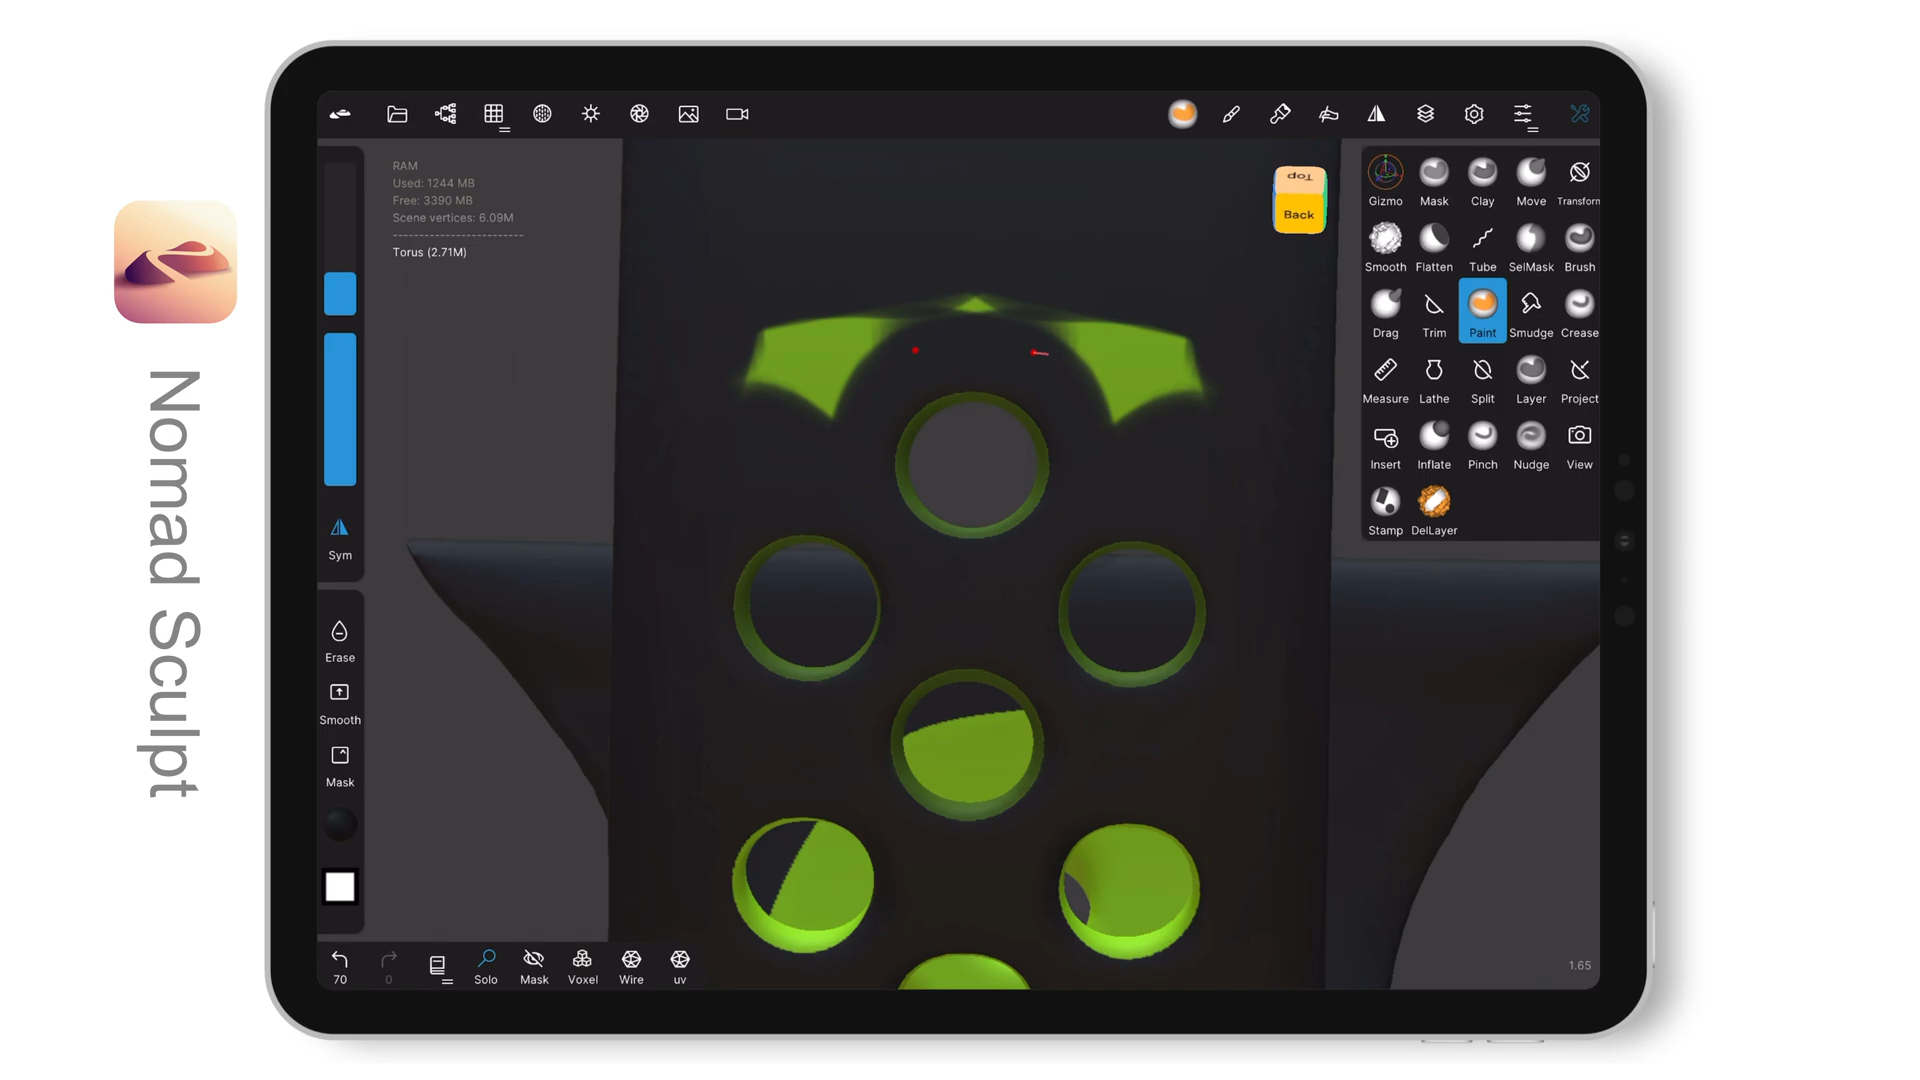 Nomad Sculpt
RAM
Used: 1244 MB
Free: 3390 MB
Scene vertices: 6.09M
------------------------
Torus (2.71M)
Top
Back
Gizmo Mask Clay Move Transform
Smooth Flatten Tube SelMask Brush
Drag Trim Paint Smudge Crease
Measure Lathe Split Layer Project
Insert Inflate Pinch Nudge View
Stamp DelLayer
Sym
Erase
Smooth
Mask
70 0 Solo Mask Voxel Wire uv
1.65